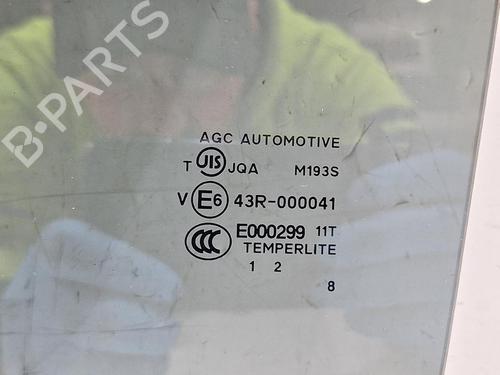 AGC AUTOMOTIVE
T JIS JQA M193S
V E6 43R-000041
CCC E000299 11T
TEMPERLITE
1 2
8
B-PARTS